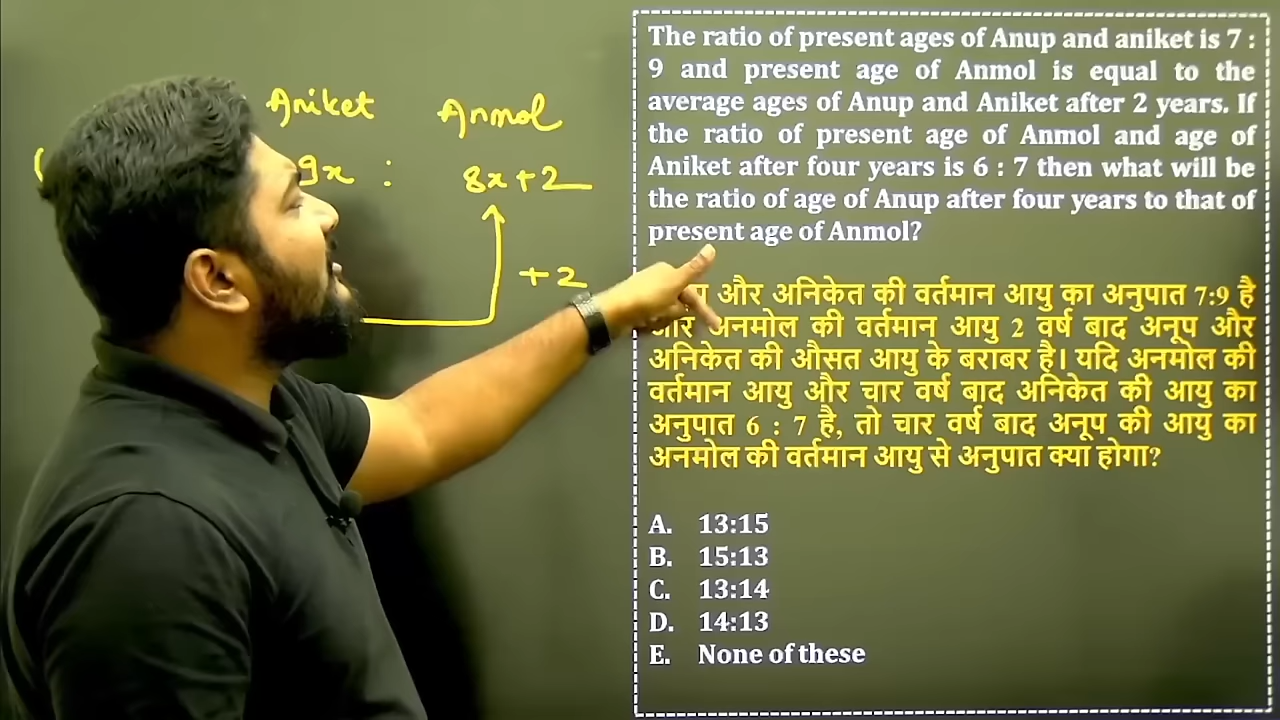 Aniket Anmol
9x : 8x+2
+2
The ratio of present ages of Anup and aniket is 7 :
9 and present age of Anmol is equal to the
average ages of Anup and Aniket after 2 years. If
the ratio of present age of Anmol and age of
Aniket after four years is 6 : 7 then what will be
the ratio of age of Anup after four years to that of
present age of Anmol?
और अनिकेत की वर्तमान आयु का अनुपात 7:9 है
अनमोल की वर्तमान आयु 2 वर्ष बाद अनूप और
अनिकेत की औसत आयु के बराबर है। यदि अनमोल की
वर्तमान आयु और चार वर्ष बाद अनिकेत की आयु का
अनुपात 6 : 7 है, तो चार वर्ष बाद अनूप की आयु का
अनमोल की वर्तमान आयु से अनुपात क्या होगा?
A. 13:15
B. 15:13
C. 13:14
D. 14:13
E. None of these